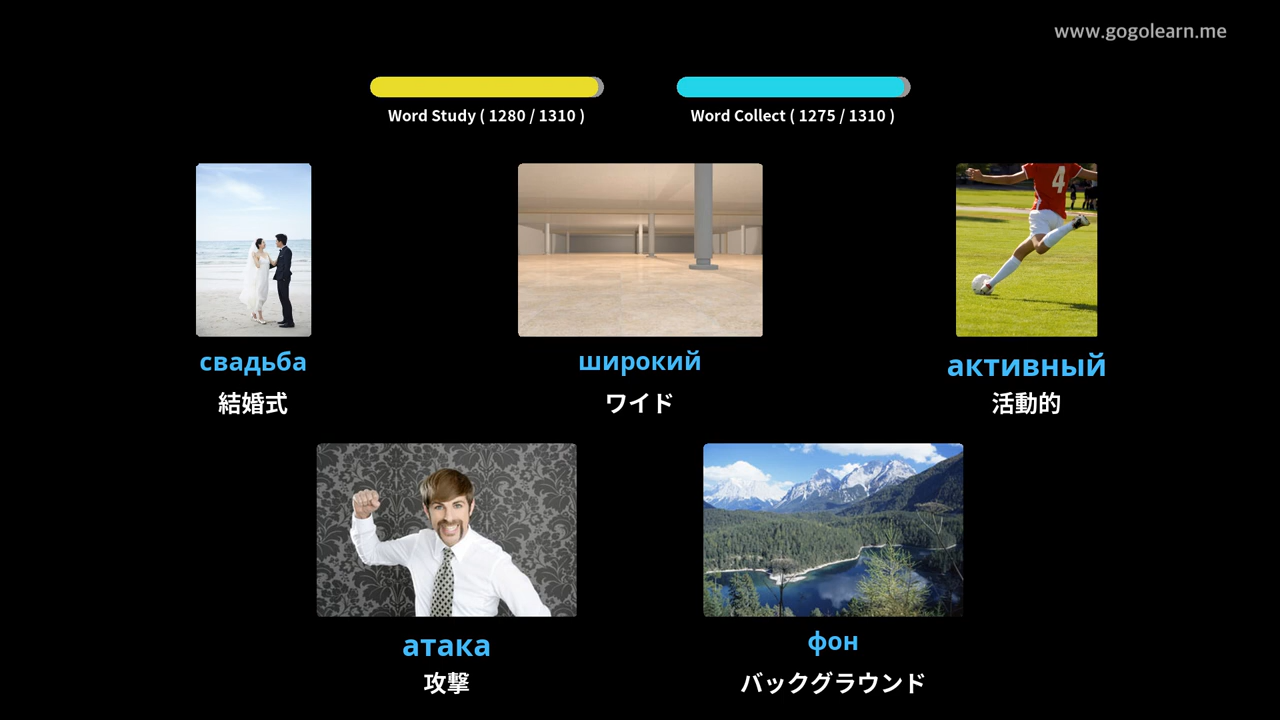 www.gogolearn.me
Word Study ( 1280 / 1310 )
Word Collect ( 1275 / 1310 )
4
свадьба
широкий
активный
結婚式
ワイド
活動的
атака
фон
攻撃
バックグラウンド